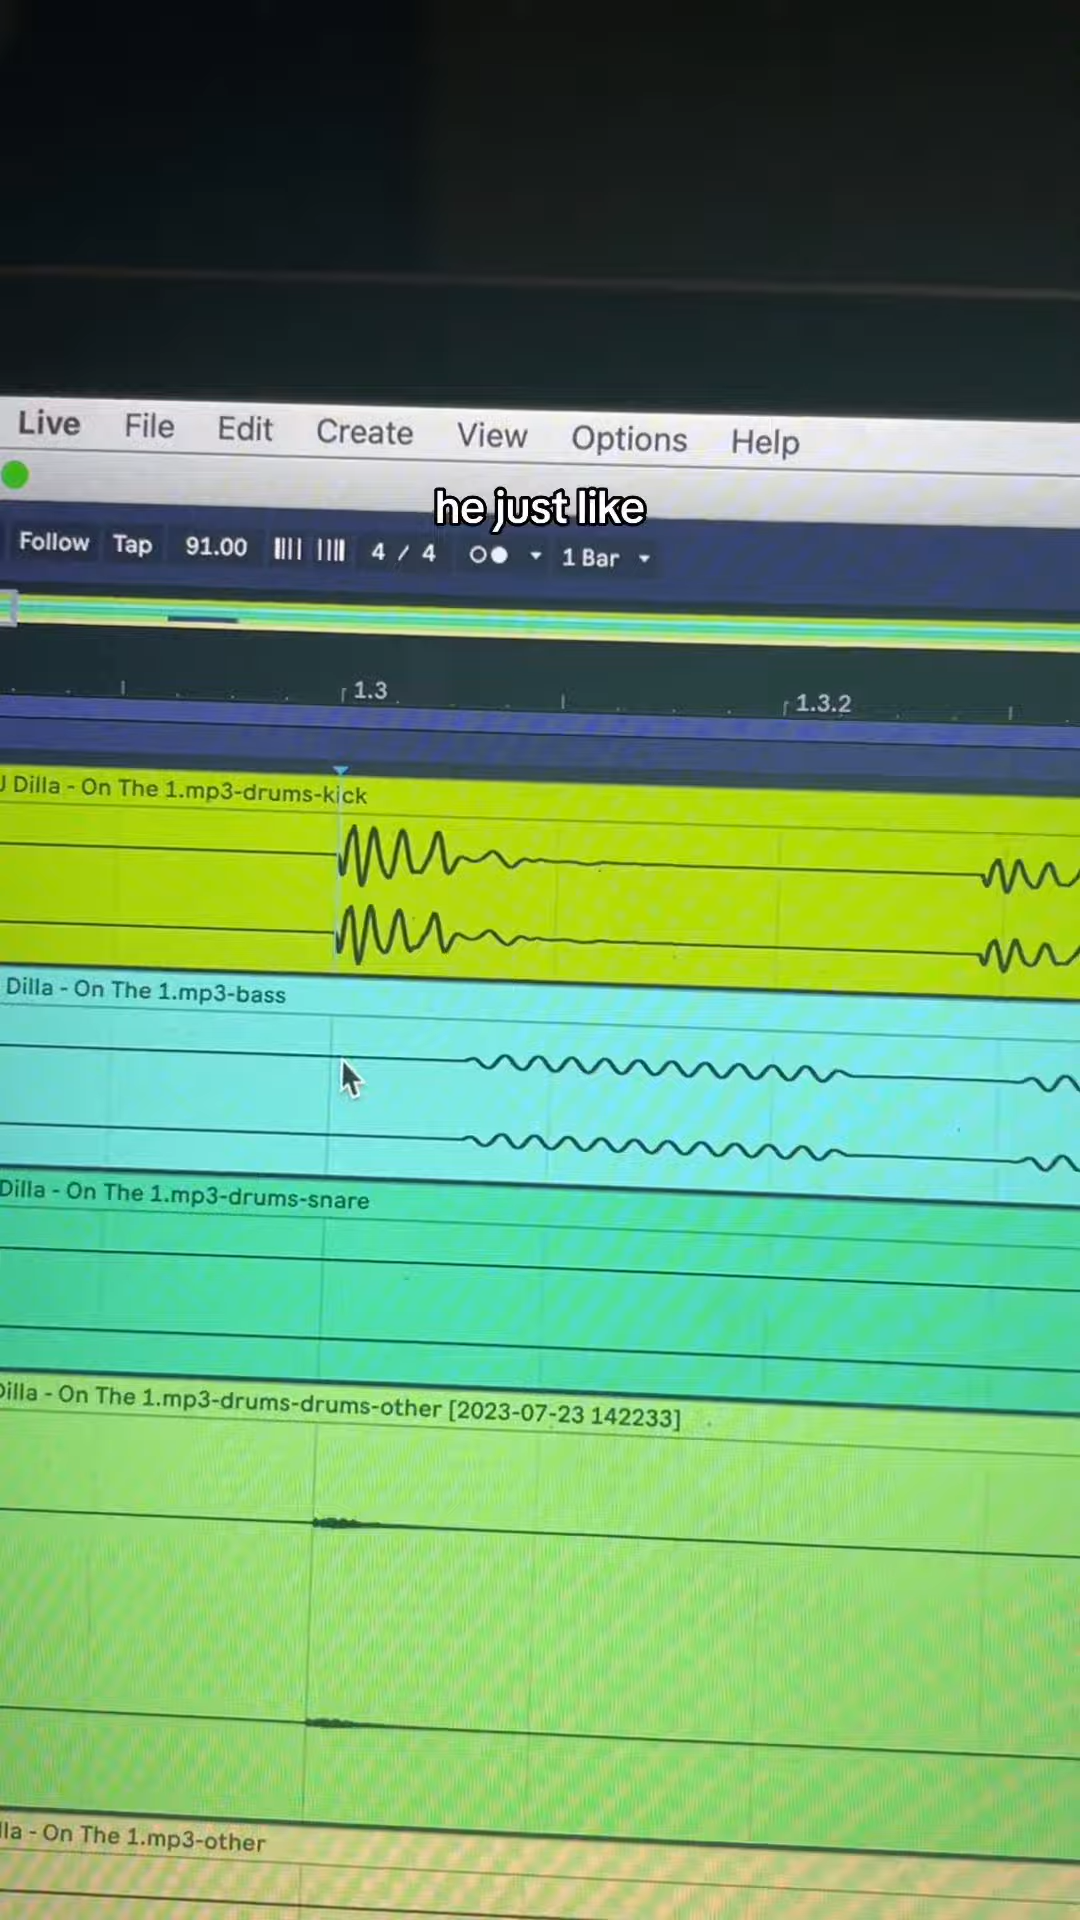 Live File Edit Create View Options Help
he just like
Follow Tap 91.00 4 / 4 1 Bar
1.3 1.3.2
J Dilla - On The 1.mp3-drums-kick
Dilla - On The 1.mp3-bass
Dilla - On The 1.mp3-drums-snare
Dilla - On The 1.mp3-drums-drums-other [2023-07-23 142233]
lla - On The 1.mp3-other